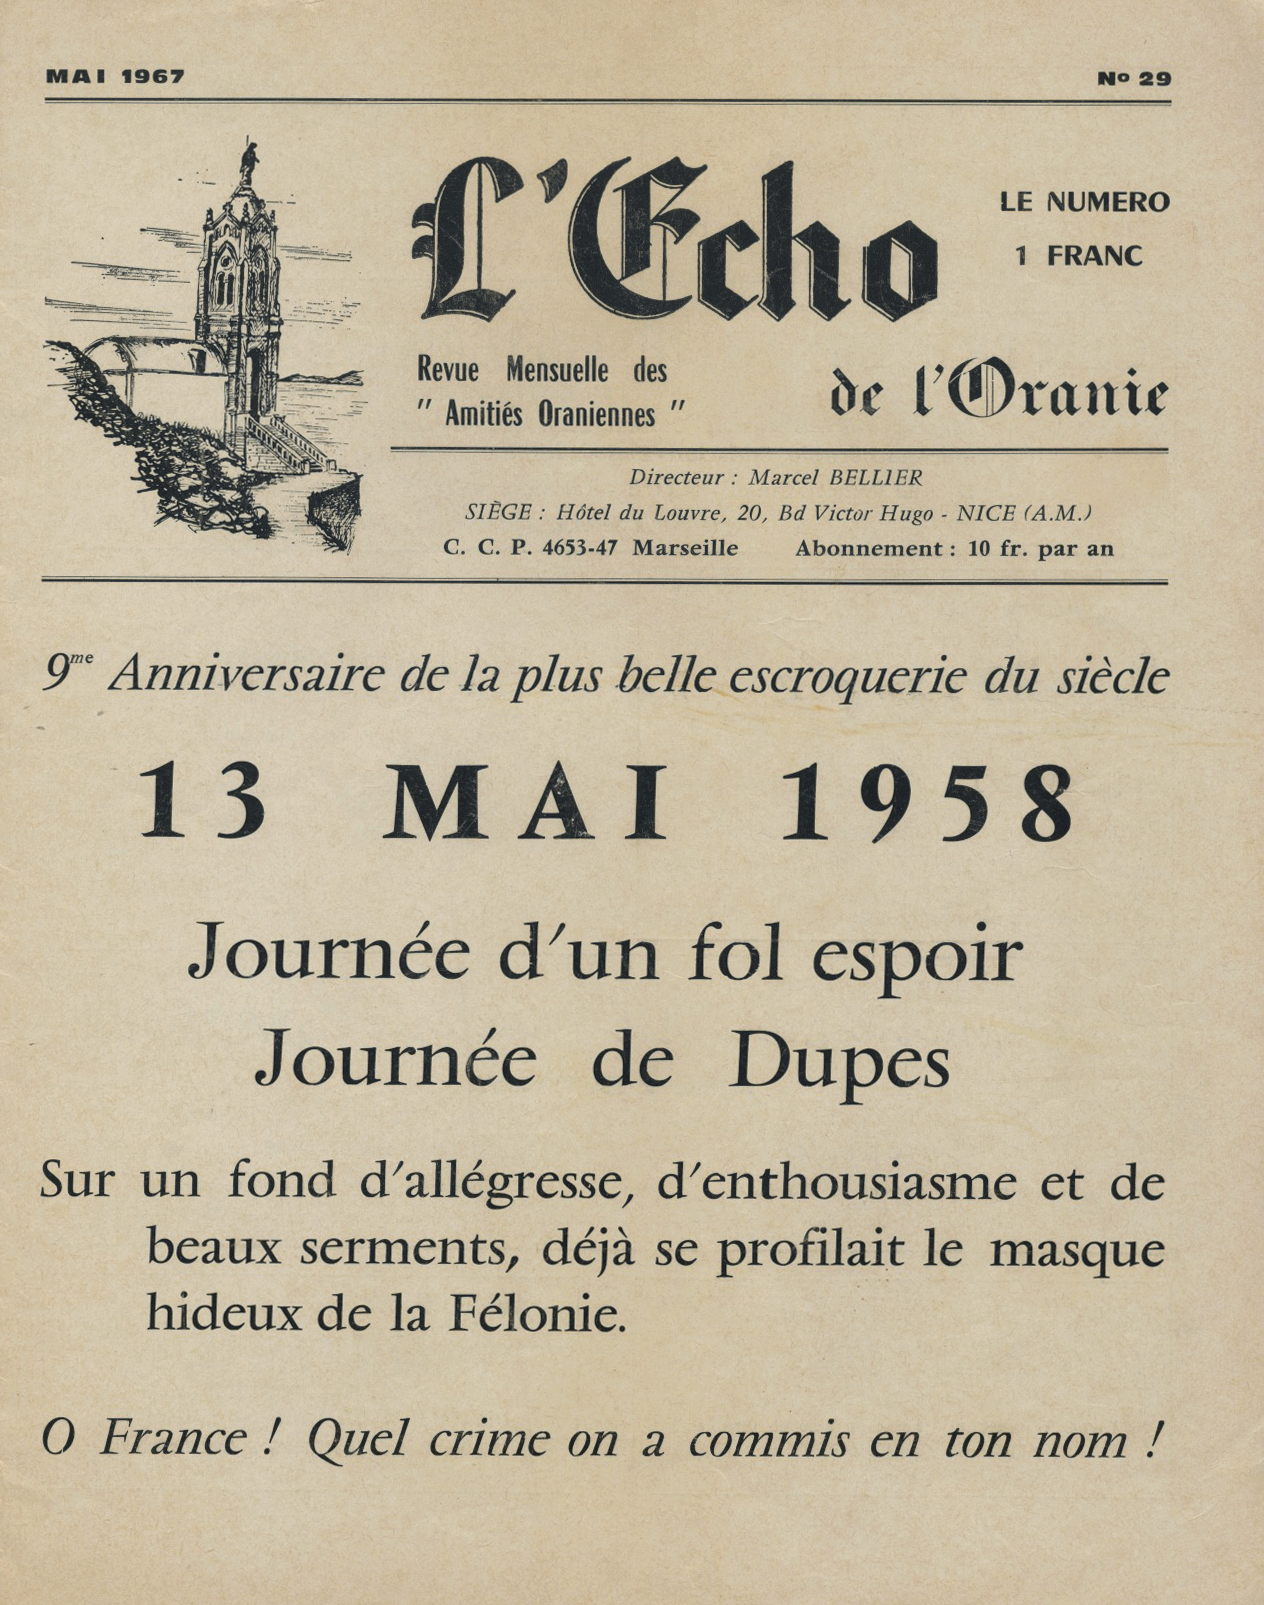 MAI 1967
Nº 29
L'Echo
de l'Oranie
LE NUMERO
1 FRANC
Revue Mensuelle des
" Amitiés Oraniennes "
Directeur : Marcel BELLIER
SIÈGE : Hôtel du Louvre, 20, Bd Victor Hugo - NICE (A.M.)
C. C. P. 4653-47 Marseille Abonnement : 10 fr. par an
9me Anniversaire de la plus belle escroquerie du siècle
13 MAI 1958
Journée d'un fol espoir
Journée de Dupes
Sur un fond d'allégresse, d'enthousiasme et de
beaux serments, déjà se profilait le masque
hideux de la Félonie.
O France ! Quel crime on a commis en ton nom !